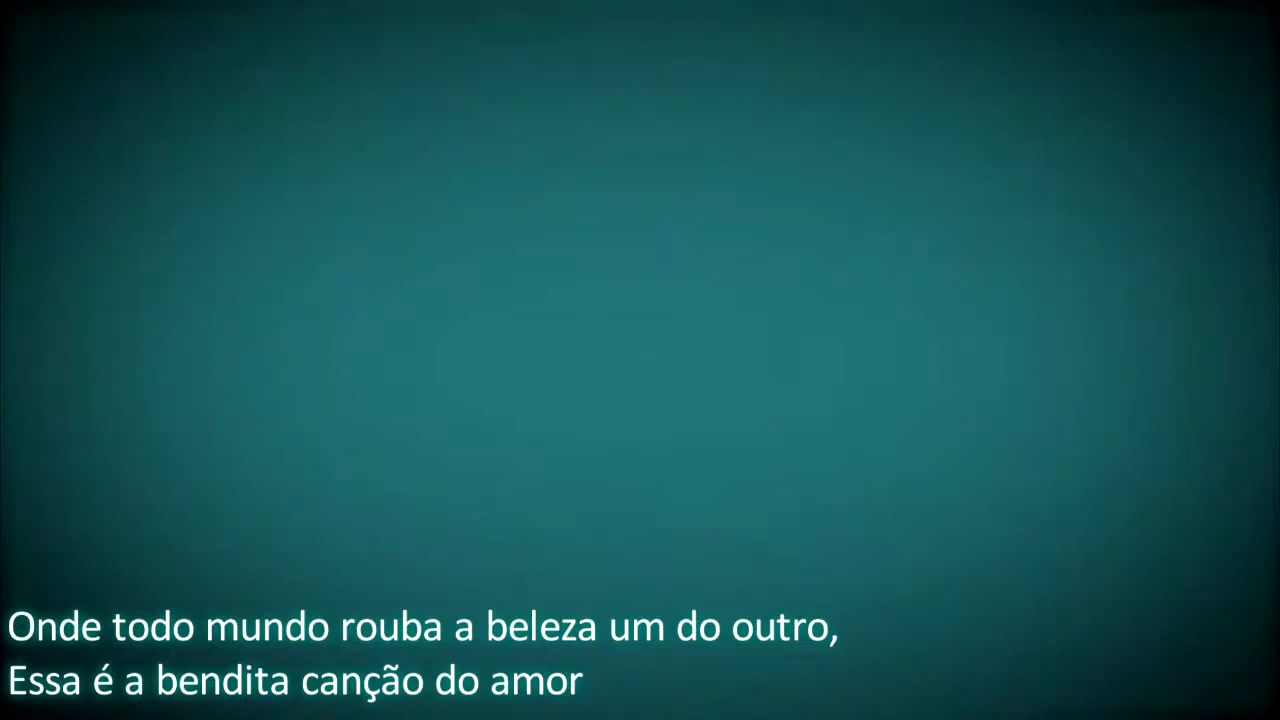 Onde todo mundo rouba a beleza um do outro,
Essa é a bendita canção do amor